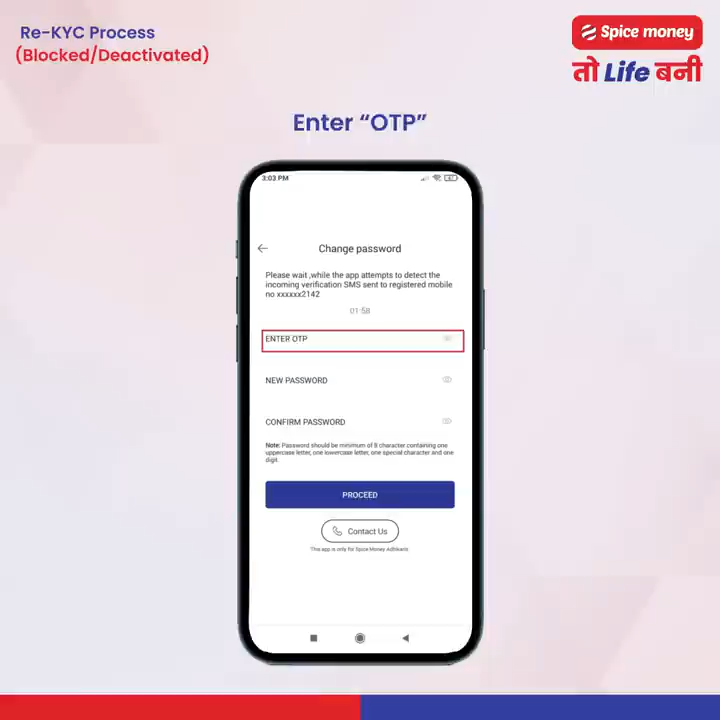 Re-KYC Process
(Blocked/Deactivated)
Spice money
तो Life बनी
Enter “OTP”
3:03 PM
Change password
Please wait ,while the app attempts to detect the
incoming verification SMS sent to registered mobile
no xxxxxx2142
01:58
ENTER OTP
NEW PASSWORD
CONFIRM PASSWORD
Note: Password should be minimum of 8 character containing one
uppercase letter, one lowercase letter, one special character and one
digit
PROCEED
Contact Us
This app is only for Spice Money Adhikaris